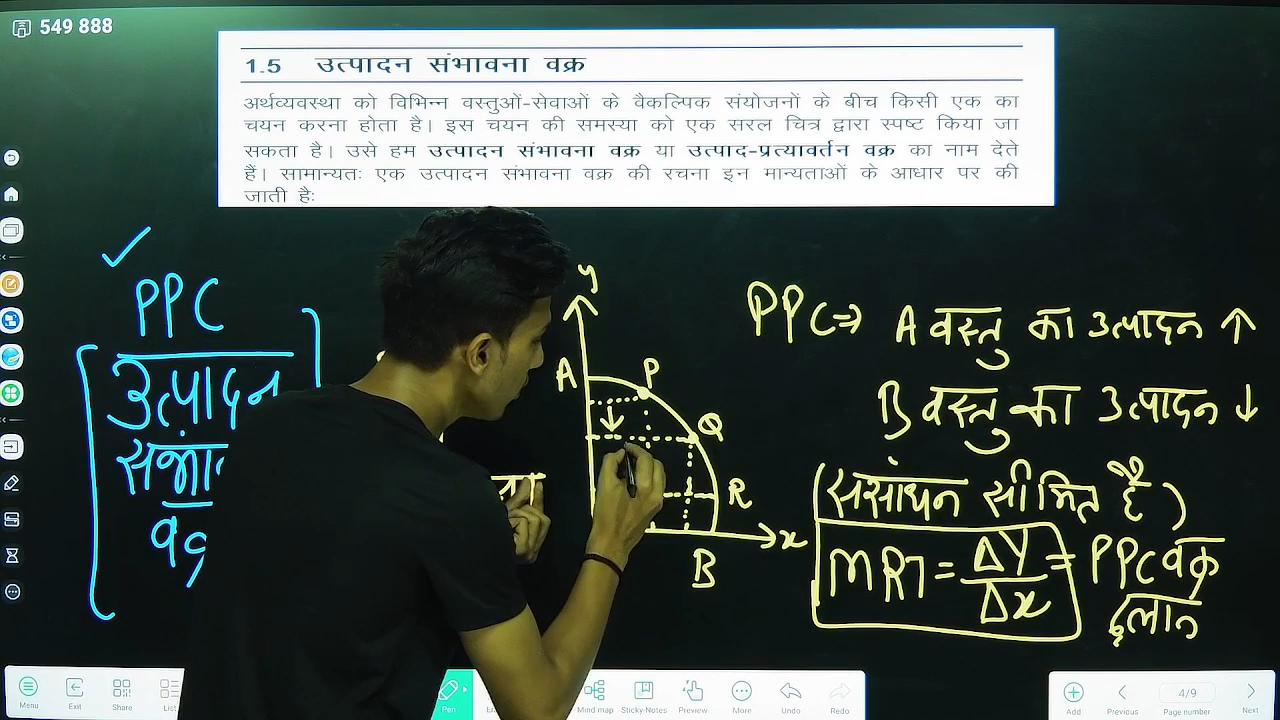 549 888
1.5 उत्पादन संभावना वक्र
अर्थव्यवस्था को विभिन्न वस्तुओं-सेवाओं के वैकल्पिक संयोजनों के बीच किसी एक का
चयन करना होता है। इस चयन की समस्या को एक सरल चित्र द्वारा स्पष्ट किया जा
सकता है। उसे हम उत्पादन संभावना वक्र या उत्पाद-प्रत्यावर्तन वक्र का नाम देते
हैं। सामान्यतः एक उत्पादन संभावना वक्र की रचना इन मान्यताओं के आधार पर की
जाती हैः
PPC
उत्पादन
y
A
P
Q
R
B
x
PPC⇒ A वस्तु का उत्पादन ↑
B वस्तु का उत्पादन ↓
(संसाधन सीमित है)
MRT = ΔY/Δx = PPC वक्र
ढलान
Menu
Exit
Share
List
Pen
Mind map
Sticky-Notes
Preview
More
Undo
Redo
Add
Previous
4/9
Page number
Next